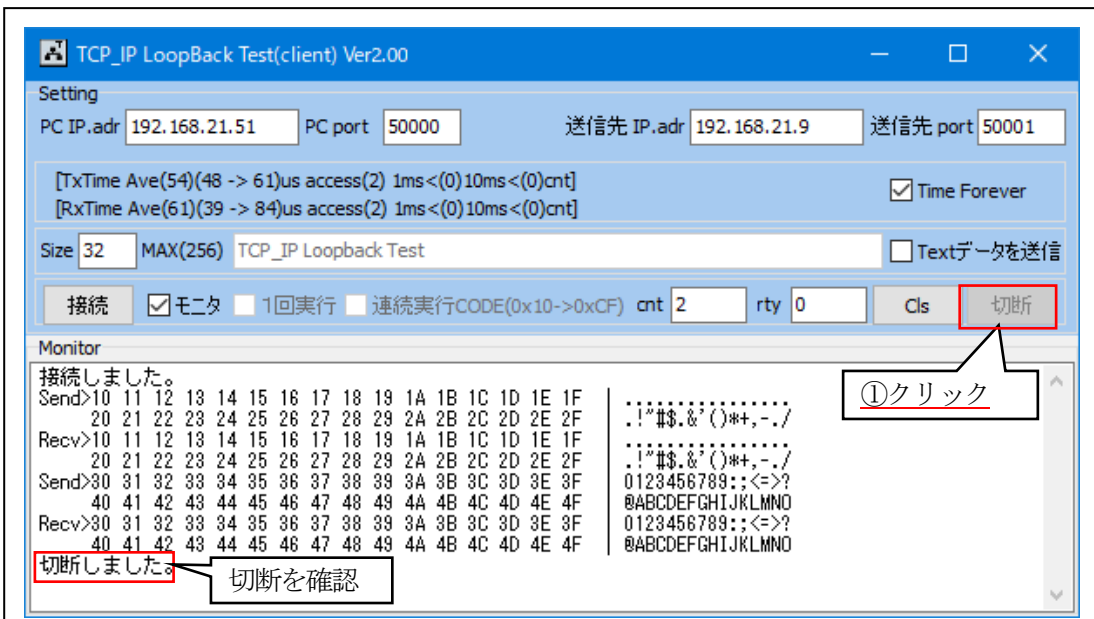 TCP_IP LoopBack Test(client) Ver2.00
Setting
PC IP.adr 192.168.21.51 PC port 50000 送信先 IP.adr 192.168.21.9 送信先 port 50001
[TxTime Ave(54)(48 -> 61)us access(2) 1ms<(0)10ms<(0)cnt]
[RxTime Ave(61)(39 -> 84)us access(2) 1ms<(0)10ms<(0)cnt]
Time Forever
Size 32 MAX(256) TCP_IP Loopback Test Textデータを送信
接続 モニタ 1回実行 連続実行CODE(0x10->0xCF) cnt 2 rty 0 Cls 切断
Monitor
①クリック
接続しました。
Send>10 11 12 13 14 15 16 17 18 19 1A 1B 1C 1D 1E 1F | ................
20 21 22 23 24 25 26 27 28 29 2A 2B 2C 2D 2E 2F | .!"#$.&'()*+,-./
Recv>10 11 12 13 14 15 16 17 18 19 1A 1B 1C 1D 1E 1F | ................
20 21 22 23 24 25 26 27 28 29 2A 2B 2C 2D 2E 2F | .!"#$.&'()*+,-./
Send>30 31 32 33 34 35 36 37 38 39 3A 3B 3C 3D 3E 3F | 0123456789:;<=>?
40 41 42 43 44 45 46 47 48 49 4A 4B 4C 4D 4E 4F | @ABCDEFGHIJKLMNO
Recv>30 31 32 33 34 35 36 37 38 39 3A 3B 3C 3D 3E 3F | 0123456789:;<=>?
40 41 42 43 44 45 46 47 48 49 4A 4B 4C 4D 4E 4F | @ABCDEFGHIJKLMNO
切断しました。
切断を確認